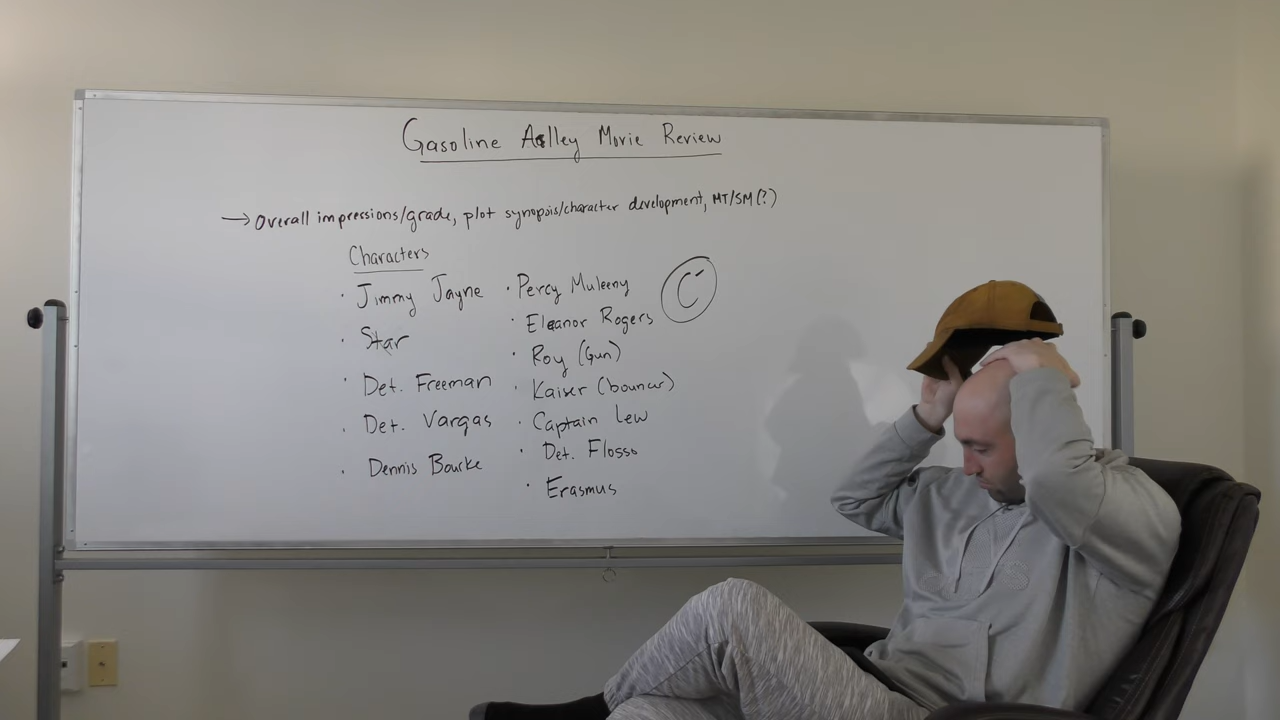 Gasoline Alley Movie Review
→ Overall impressions/grade, plot synopsis/character development, MT/SM(?)
Characters
· Jimmy Jayne
· Star
· Det. Freeman
· Det. Vargas
· Dennis Bourke
· Percy Muleeny
· Eleanor Rogers
· Roy (Gun)
· Kaiser (bouncer)
· Captain Lew
· Det. Flosso
· Erasmus
C-